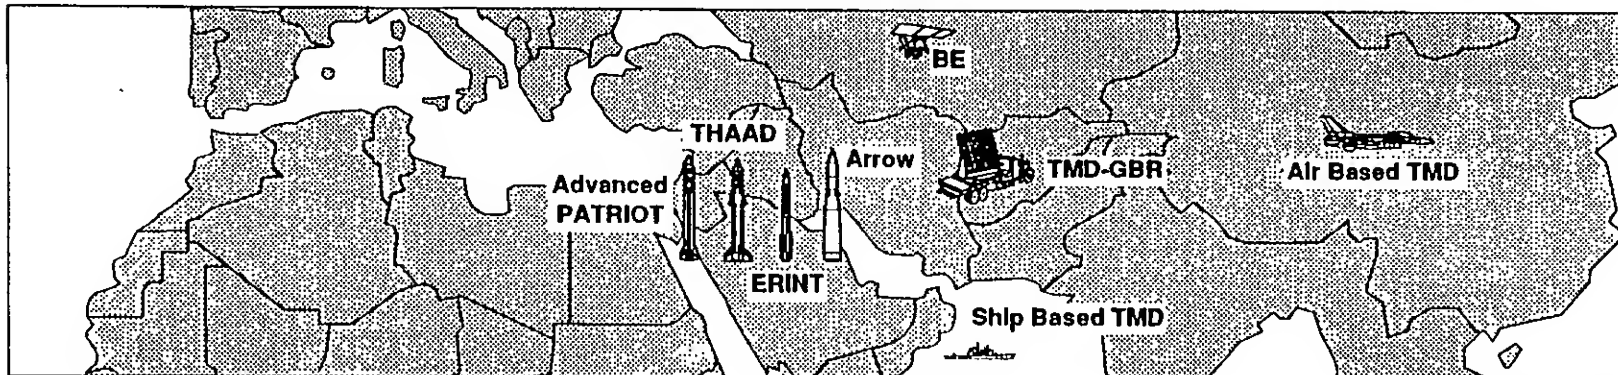 BE
THAAD
Arrow
TMD-GBR
Air Based TMD
Advanced
PATRIOT
ERINT
Ship Based TMD